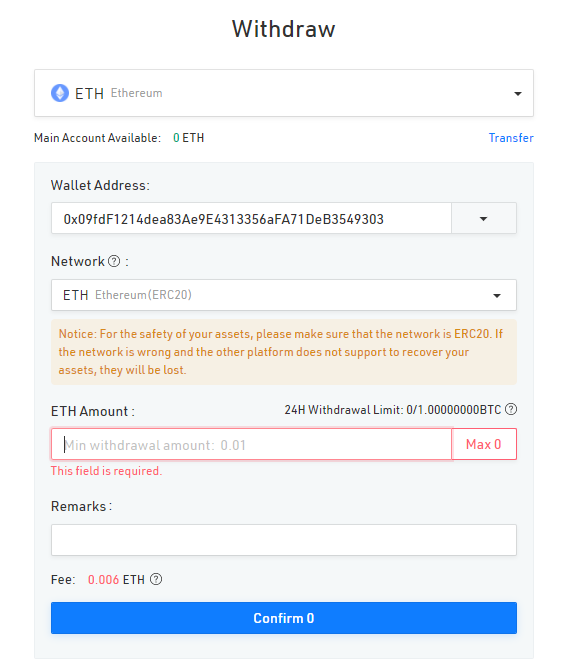 Withdraw
ETH Ethereum
Main Account Available: 0 ETH Transfer
Wallet Address:
0x09fdF1214dea83Ae9E4313356aFA71DeB3549303
Network ? :
ETH Ethereum(ERC20)
Notice: For the safety of your assets, please make sure that the network is ERC20. If
the network is wrong and the other platform does not support to recover your
assets, they will be lost.
ETH Amount : 24H Withdrawal Limit: 0/1.00000000BTC ?
Min withdrawal amount: 0.01 Max 0
This field is required.
Remarks :
Fee: 0.006 ETH ?
Confirm 0